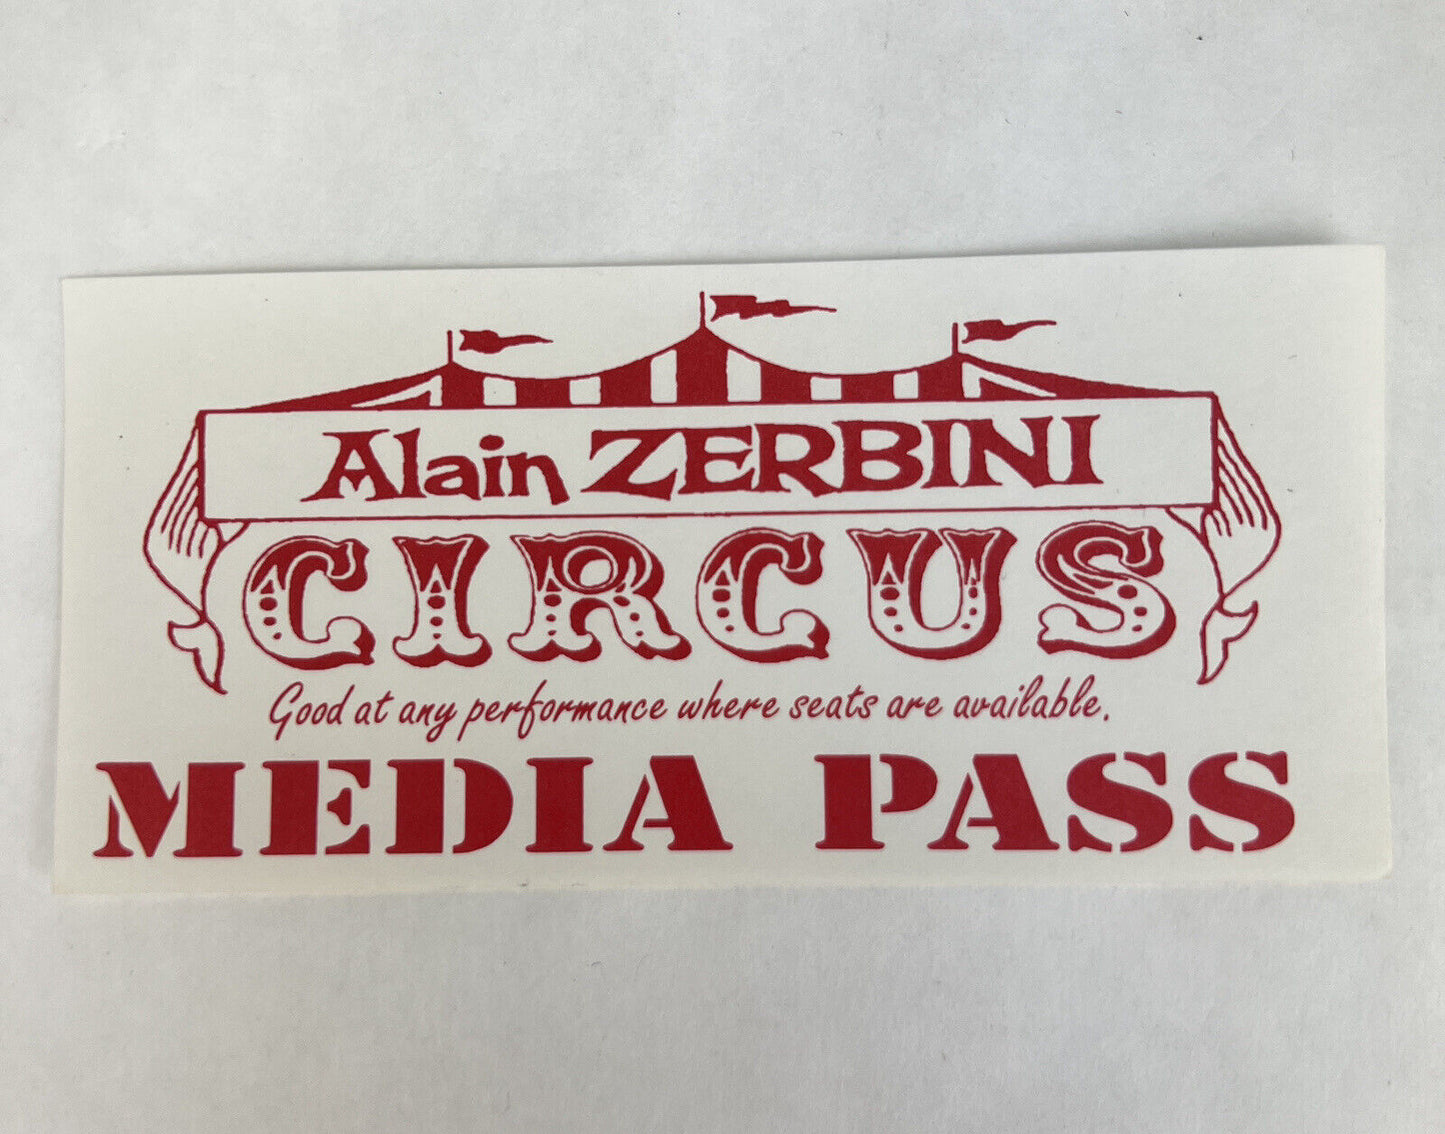 Alain ZERBINI
CIRCUS
Good at any performance where seats are available.
MEDIA PASS